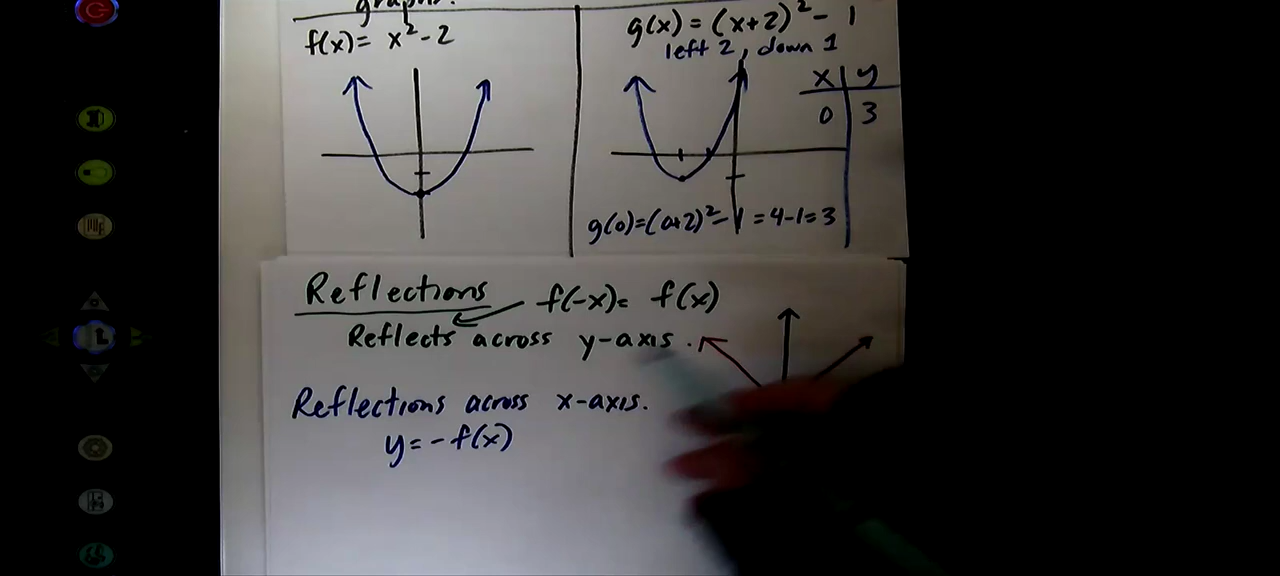 graphs.
f(x) = x² - 2
g(x) = (x+2)² - 1
left 2, down 1
x | y
0 | 3
g(0)=(0+2)² - 1 = 4-1=3
Reflections
f(-x) = f(x)
Reflects across y-axis.
Reflections across x-axis.
y = -f(x)